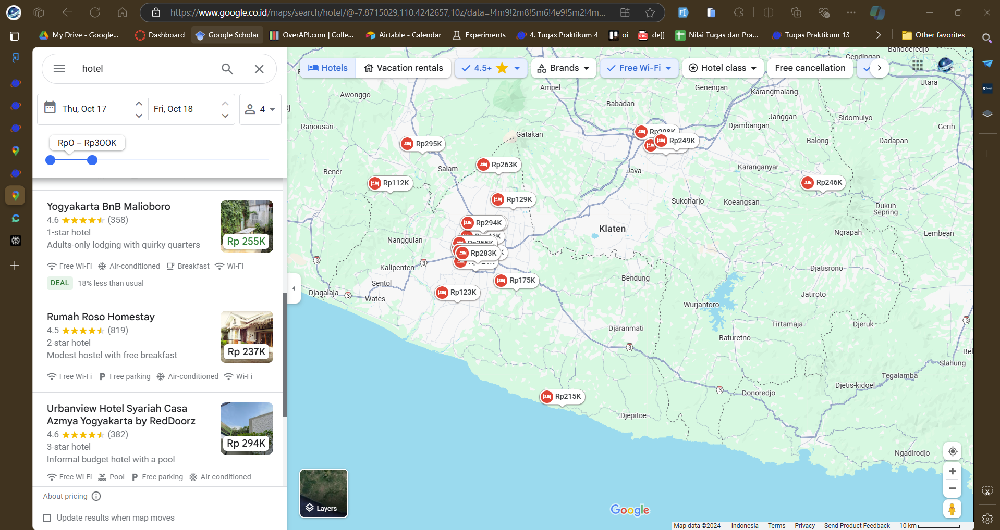 https://www.google.co.id/maps/search/hotel/@-7.8715029,110.4242657,10z/data=!4m9!2m8!5m6!4e9!5m2!4m...
My Drive - Google...
Dashboard
Google Scholar
OverAPI.com | Colle...
Airtable - Calendar
Experiments
4. Tugas Praktikum 4
oi
de]]
Nilai Tugas dan Pra...
Tugas Praktikum 13
Other favorites
hotel
Thu, Oct 17
Fri, Oct 18
4
Rp0 – Rp300K
Yogyakarta BnB Malioboro
4.6 (358)
1-star hotel
Adults-only lodging with quirky quarters
Rp 255K
Free Wi-Fi Air-conditioned Breakfast Wi-Fi
DEAL 18% less than usual
Rumah Roso Homestay
4.5 (819)
2-star hotel
Modest hostel with free breakfast
Rp 237K
Free Wi-Fi Free parking Air-conditioned Wi-Fi
Urbanview Hotel Syariah Casa
Azmya Yogyakarta by RedDoorz
4.6 (382)
3-star hotel
Informal budget hotel with a pool
Rp 294K
Free Wi-Fi Pool Free parking Air-conditioned
About pricing
Update results when map moves
Hotels
Vacation rentals
4.5+
Brands
Free Wi-Fi
Hotel class
Free cancellation
Gendingan
Bandoeredjo
Utara
Ampel
Genengan
Karangmalang
Awonggo
Babadan
Janggan
Sidomulyo
Ranousari
Djambangan
Gerih
Gatakan
Rp208K
Rp249K
Rp295K
Balong
Dadapan
Rp263K
Salam
Bener
Java
Karanganyar
Rp112K
Rp246K
Rp129K
Sukoharjo
Koeangsan
Dukuh
Sepring
Rp294K
Klaten
Ngrapah
Lembean
Nanggulan
Rp255K
Rp283K
3
3
Kalipenten
Djatisrono
Rp175K
Bendung
Sentol
Rp123K
Djagalaja
3
Wates
Jatiroto
Wurjantoro
3
Tirtamaja
Djeruk
Djaranmati
Baturetno
3
Bel
Slahung
Tegalamba
Djetis-kidoel
3
Donoredjo
Rp215K
Djepitoe
Ngadirodjo
Layers
Google
Map data ©2024 Indonesia Terms Privacy Send Product Feedback 10 km